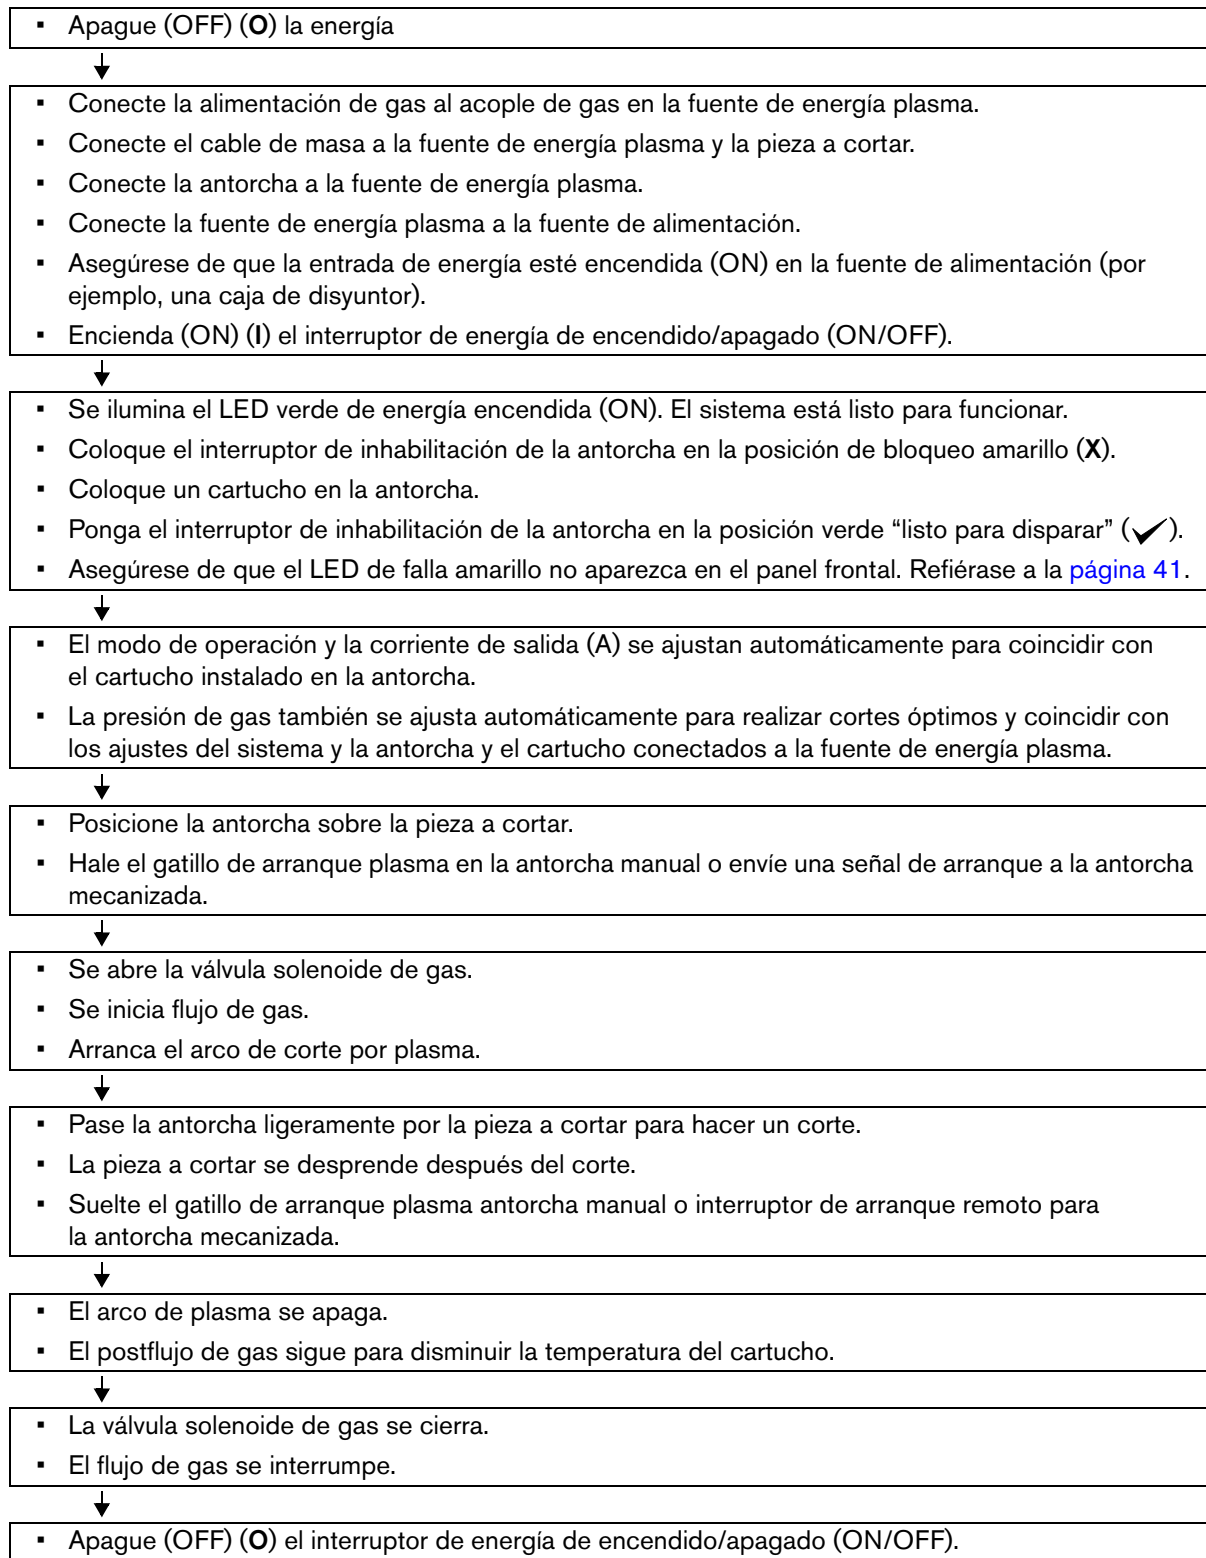 ▪ Apague (OFF) (O) la energía
▪ Conecte la alimentación de gas al acople de gas en la fuente de energía plasma.
▪ Conecte el cable de masa a la fuente de energía plasma y la pieza a cortar.
▪ Conecte la antorcha a la fuente de energía plasma.
▪ Conecte la fuente de energía plasma a la fuente de alimentación.
▪ Asegúrese de que la entrada de energía esté encendida (ON) en la fuente de alimentación (por
ejemplo, una caja de disyuntor).
▪ Encienda (ON) (I) el interruptor de energía de encendido/apagado (ON/OFF).
▪ Se ilumina el LED verde de energía encendida (ON). El sistema está listo para funcionar.
▪ Coloque el interruptor de inhabilitación de la antorcha en la posición de bloqueo amarillo (X).
▪ Coloque un cartucho en la antorcha.
▪ Ponga el interruptor de inhabilitación de la antorcha en la posición verde “listo para disparar” (✓).
▪ Asegúrese de que el LED de falla amarillo no aparezca en el panel frontal. Refiérase a la página 41.
▪ El modo de operación y la corriente de salida (A) se ajustan automáticamente para coincidir con
el cartucho instalado en la antorcha.
▪ La presión de gas también se ajusta automáticamente para realizar cortes óptimos y coincidir con
los ajustes del sistema y la antorcha y el cartucho conectados a la fuente de energía plasma.
▪ Posicione la antorcha sobre la pieza a cortar.
▪ Hale el gatillo de arranque plasma en la antorcha manual o envíe una señal de arranque a la antorcha
mecanizada.
▪ Se abre la válvula solenoide de gas.
▪ Se inicia flujo de gas.
▪ Arranca el arco de corte por plasma.
▪ Pase la antorcha ligeramente por la pieza a cortar para hacer un corte.
▪ La pieza a cortar se desprende después del corte.
▪ Suelte el gatillo de arranque plasma antorcha manual o interruptor de arranque remoto para
la antorcha mecanizada.
▪ El arco de plasma se apaga.
▪ El postflujo de gas sigue para disminuir la temperatura del cartucho.
▪ La válvula solenoide de gas se cierra.
▪ El flujo de gas se interrumpe.
▪ Apague (OFF) (O) el interruptor de energía de encendido/apagado (ON/OFF).